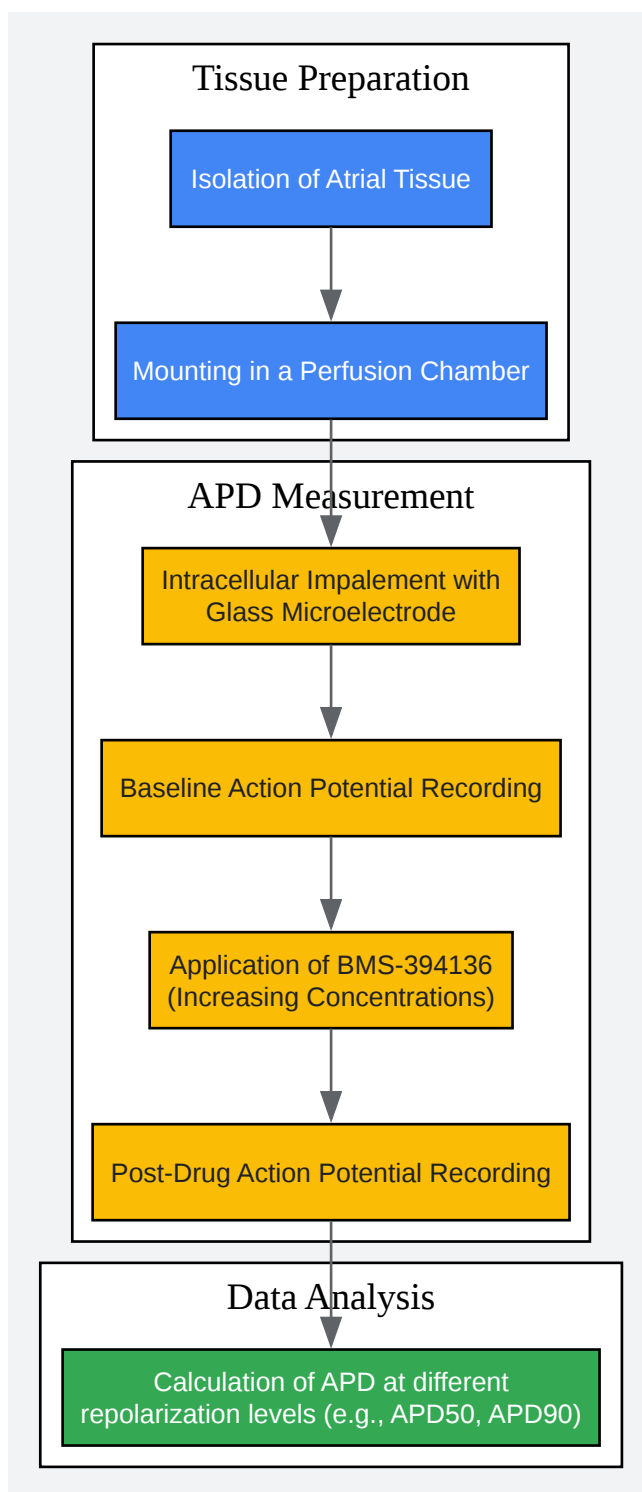 Tissue Preparation
Isolation of Atrial Tissue
Mounting in a Perfusion Chamber
APD Measurement
Intracellular Impalement with
Glass Microelectrode
Baseline Action Potential Recording
Application of BMS-394136
(Increasing Concentrations)
Post-Drug Action Potential Recording
Data Analysis
Calculation of APD at different
repolarization levels (e.g., APD50, APD90)